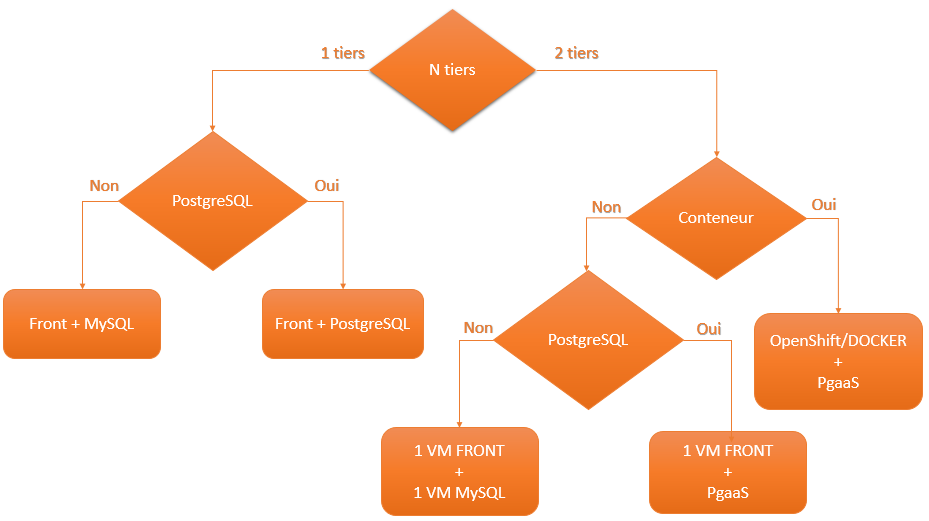 1 tiers
N tiers
2 tiers
Non
PostgreSQL
Oui
Non
Conteneur
Oui
Front + MySQL
Front + PostgreSQL
Non
PostgreSQL
Oui
OpenShift/DOCKER
+
PgaaS
1 VM FRONT
+
1 VM MySQL
1 VM FRONT
+
PgaaS